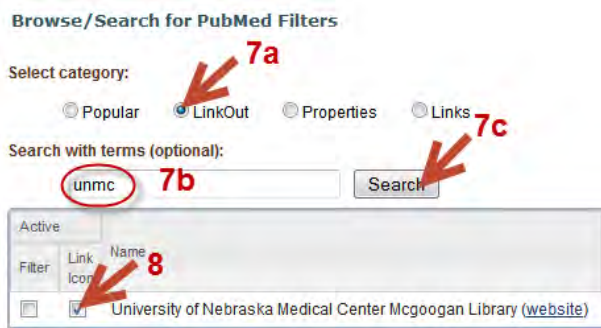 Browse/Search for PubMed Filters
7a
Select category:
Popular LinkOut Properties Links
7c
Search with terms (optional):
unmc 7b Search
Active
Filter Link Icon Name
8
University of Nebraska Medical Center Mcgoogan Library (website)